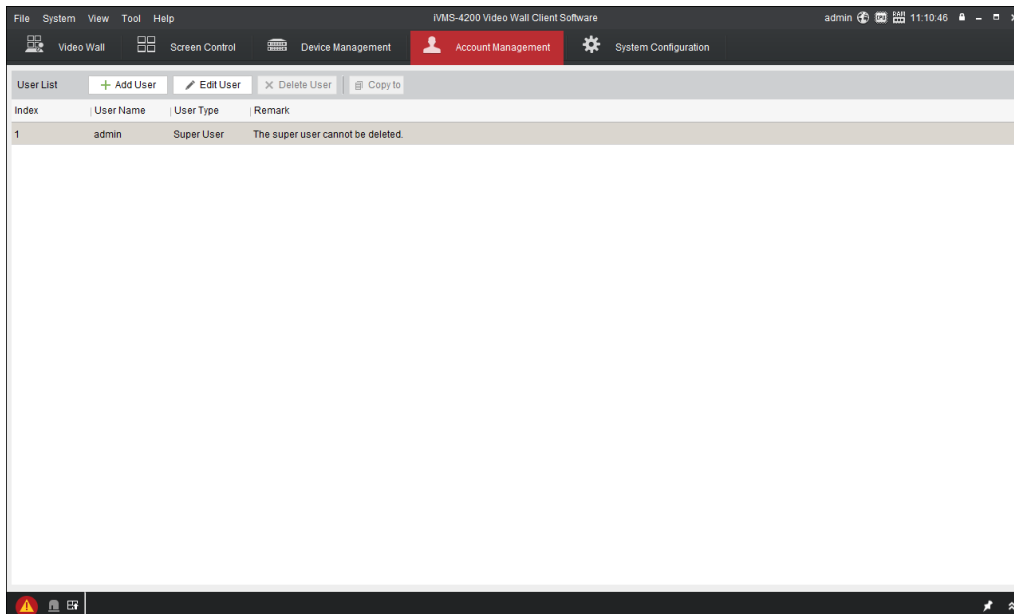 File System View Tool Help iVMS-4200 Video Wall Client Software admin CPU RAM 11:10:46
Video Wall Screen Control Device Management Account Management System Configuration
User List Add User Edit User Delete User Copy to
Index User Name User Type Remark
1 admin Super User The super user cannot be deleted.